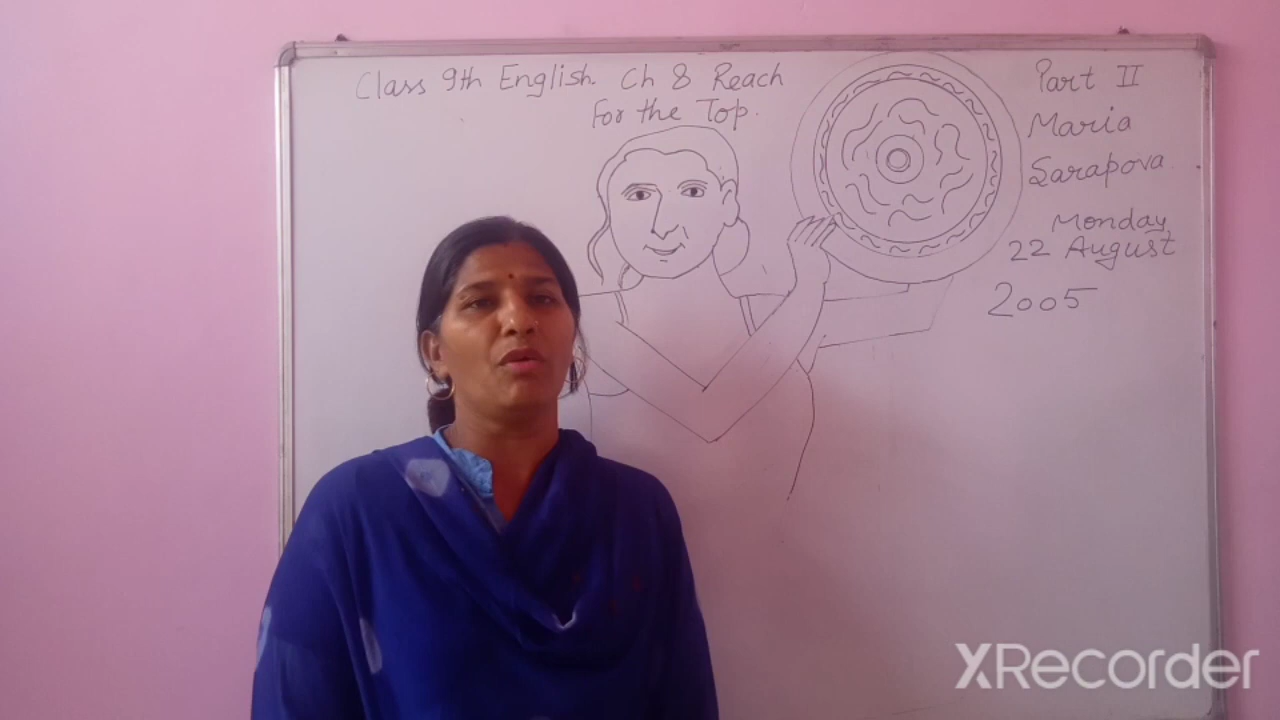 Class 9th English. Ch 8 Reach
For the Top.
Part II
Maria
Sarapova
Monday
22 August
2005
XRecorder